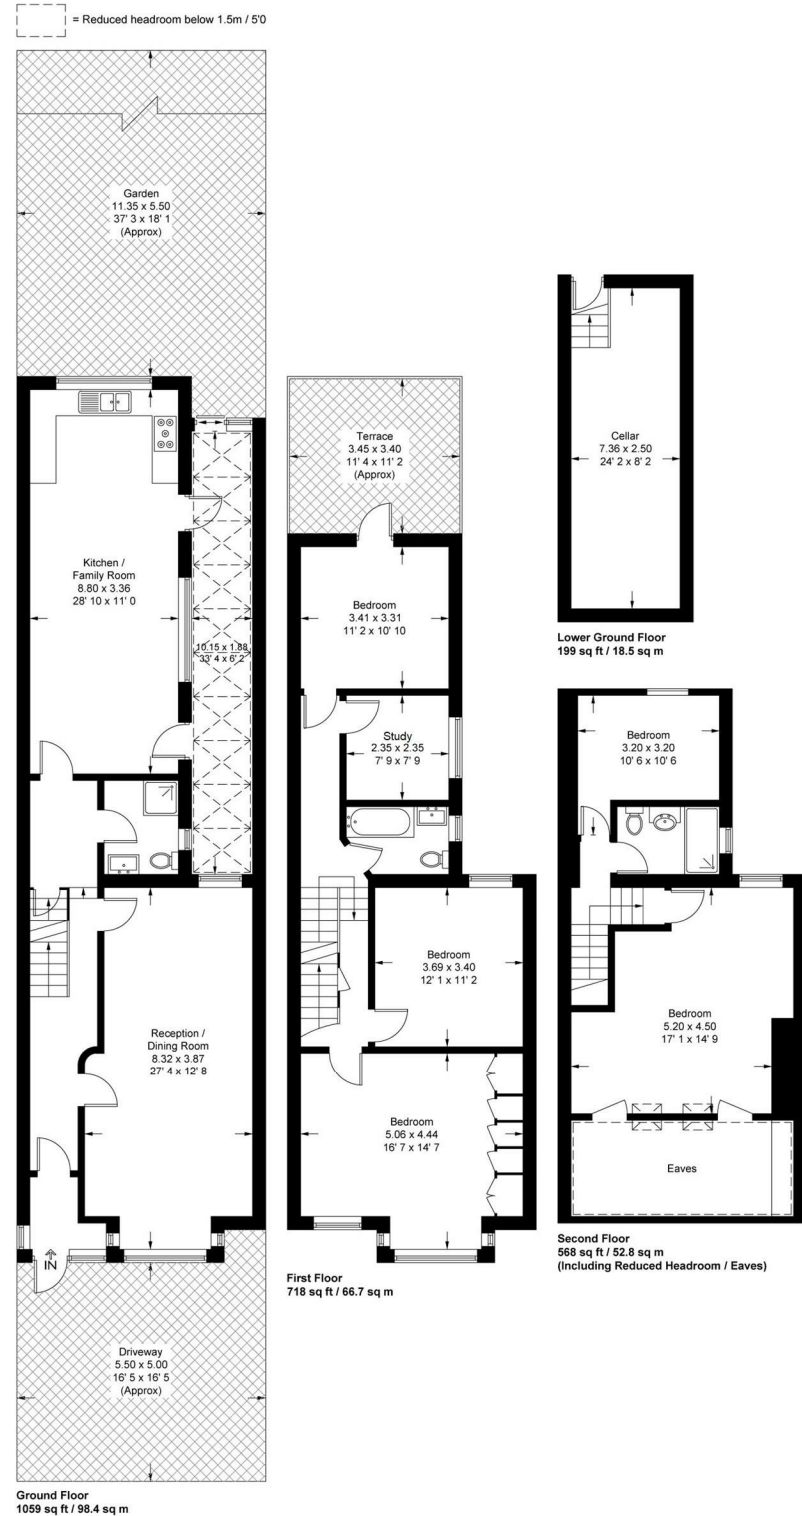 = Reduced headroom below 1.5m / 5'0
Garden
11.35 x 5.50
37' 3 x 18' 1
(Approx)
Kitchen /
Family Room
8.80 x 3.36
28' 10 x 11' 0
10.15 x 1.88
33' 4 x 6' 2
Reception /
Dining Room
8.32 x 3.87
27' 4 x 12' 8
IN
Driveway
5.50 x 5.00
16' 5 x 16' 5
(Approx)
Ground Floor
1059 sq ft / 98.4 sq m
Terrace
3.45 x 3.40
11' 4 x 11' 2
(Approx)
Bedroom
3.41 x 3.31
11' 2 x 10' 10
Study
2.35 x 2.35
7' 9 x 7' 9
Bedroom
3.69 x 3.40
12' 1 x 11' 2
Bedroom
5.06 x 4.44
16' 7 x 14' 7
First Floor
718 sq ft / 66.7 sq m
Cellar
7.36 x 2.50
24' 2 x 8' 2
Lower Ground Floor
199 sq ft / 18.5 sq m
Bedroom
3.20 x 3.20
10' 6 x 10' 6
Bedroom
5.20 x 4.50
17' 1 x 14' 9
Eaves
Second Floor
568 sq ft / 52.8 sq m
(Including Reduced Headroom / Eaves)